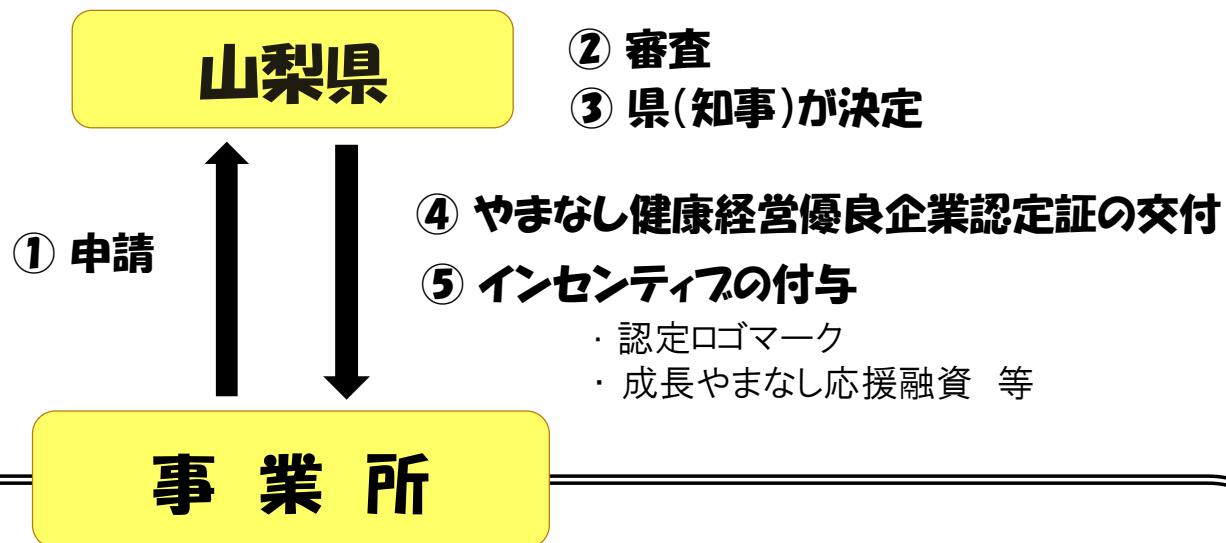 山梨県
② 審査
③ 県(知事)が決定
① 申請
④ やまなし健康経営優良企業認定証の交付
⑤ インセンティブの付与
・認定ロゴマーク
・成長やまなし応援融資 等
事 業 所